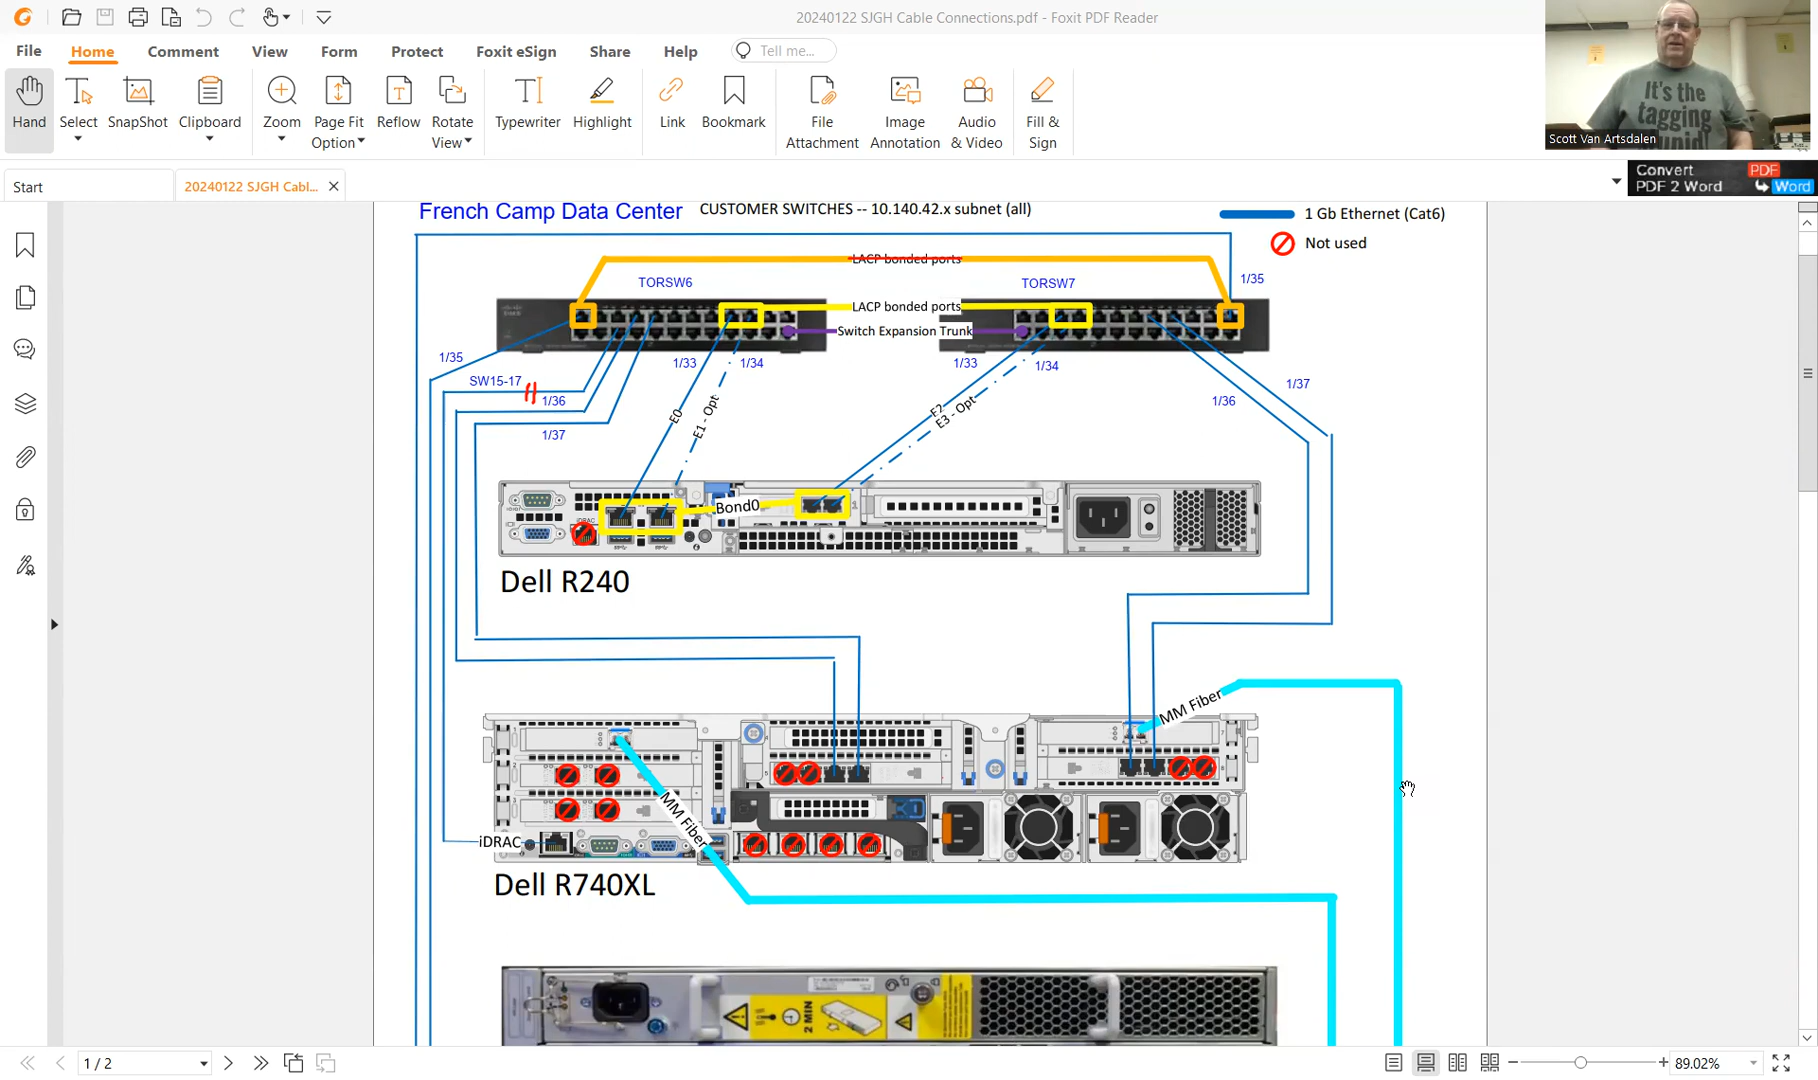 20240122 SJGH Cable Connections.pdf - Foxit PDF Reader
File Home Comment View Form Protect Foxit eSign Share Help Tell me...
Hand
Select
SnapShot
Clipboard
Zoom
Page Fit
Option
Reflow
Rotate
View
Typewriter
Highlight
Link
Bookmark
File
Attachment
Image
Annotation
Audio
& Video
Fill &
Sign
It's the
tagging
Scott Van Artsdalen
Start
20240122 SJGH Cabl...
Convert
PDF 2 Word
PDF
Word
French Camp Data Center
CUSTOMER SWITCHES -- 10.140.42.x subnet (all)
1 Gb Ethernet (Cat6)
Not used
LACP bonded ports
TORSW6
TORSW7
1/35
LACP bonded ports
Switch Expansion Trunk
1/35
1/33
1/34
1/33
1/34
SW15-17
1/36
1/37
1/36
1/37
E0
E1 - Opt
E2
E3 - Opt
Bond0
iDRAC
Dell R240
MM Fiber
MM Fiber
iDRAC
Dell R740XL
2 MIN
1 / 2
89.02%